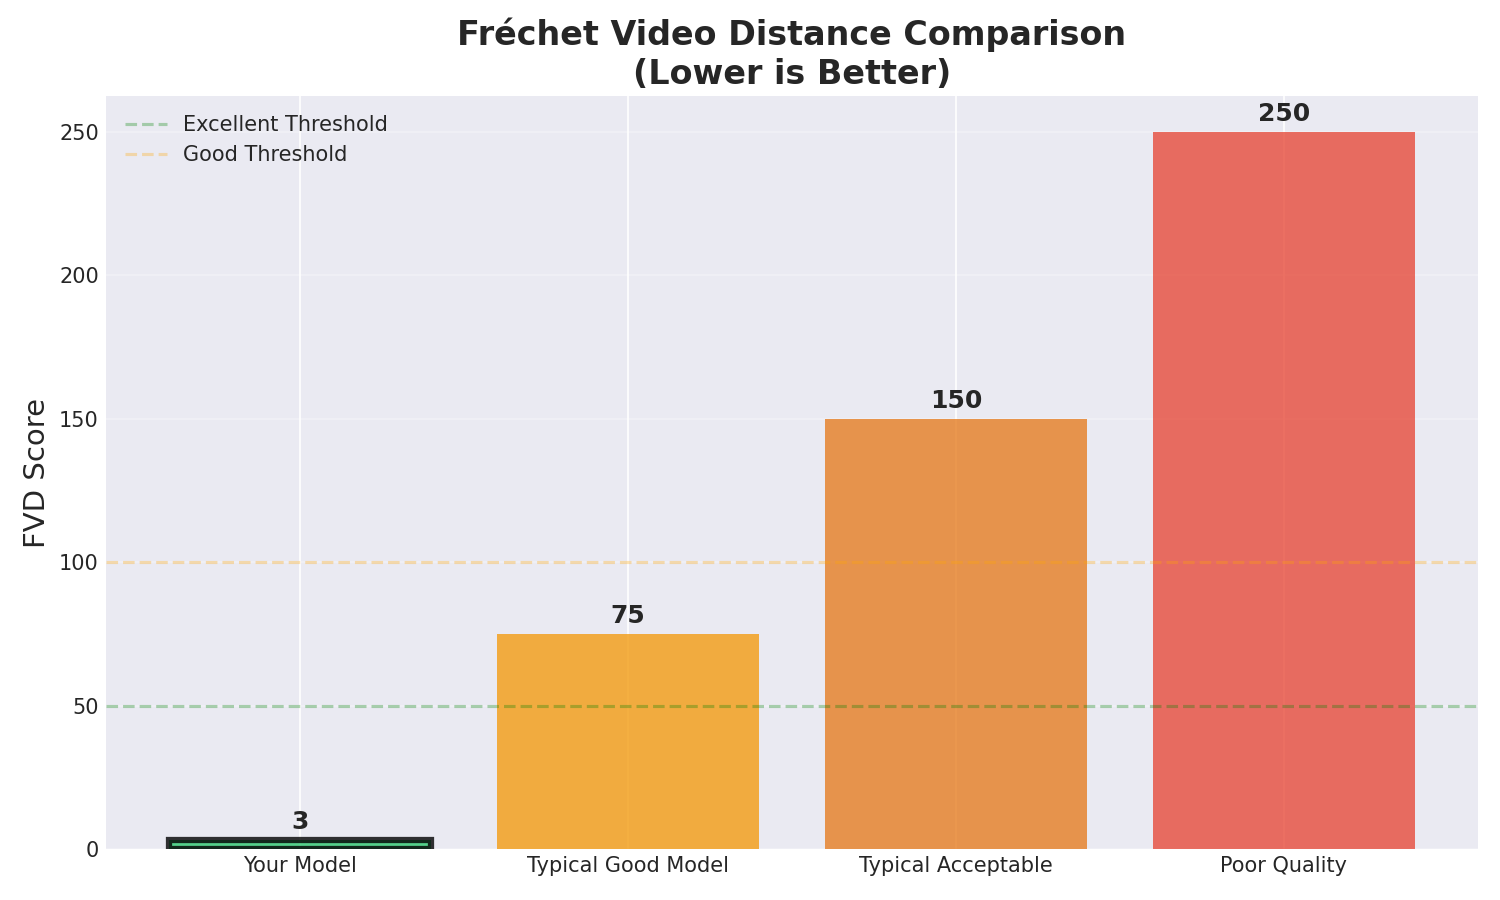 Fréchet Video Distance Comparison
(Lower is Better)
Excellent Threshold
Good Threshold
FVD Score
250
200
150
100
50
0
3
75
150
250
Your Model
Typical Good Model
Typical Acceptable
Poor Quality